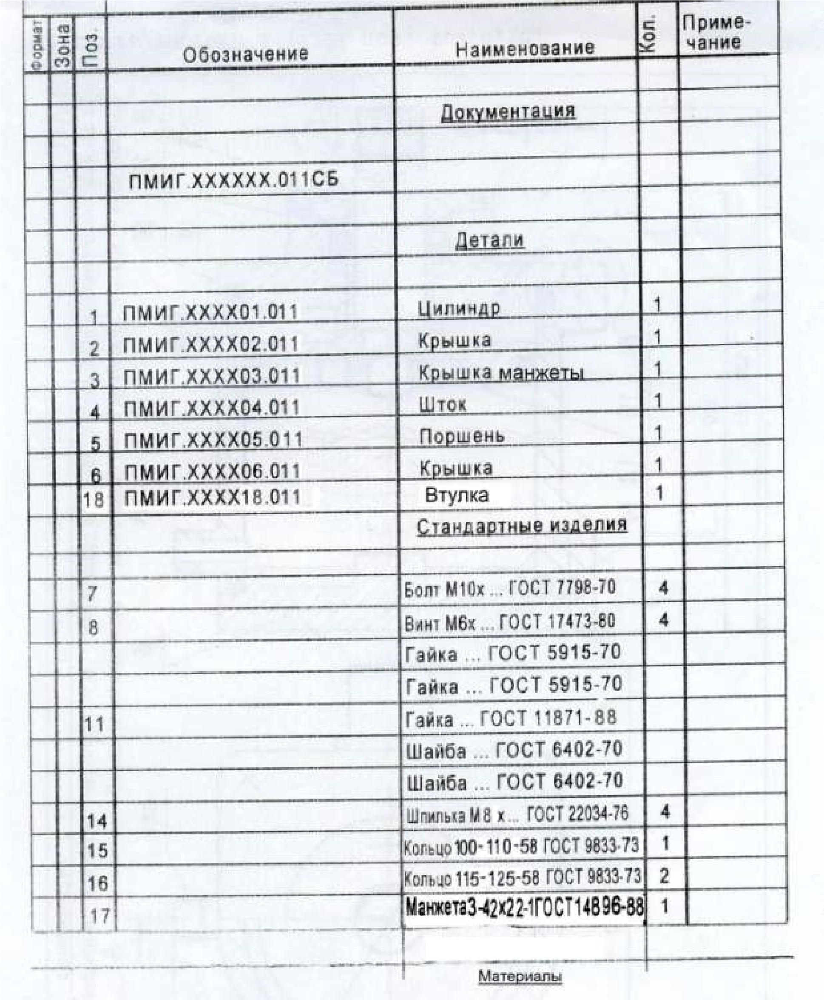 Формат Зона Поз. Обозначение Наименование Кол. Приме-
чание
Документация
ПМИГ.XXXXXX.011СБ
Детали
1 ПМИГ.XXXX01.011 Цилиндр 1
2 ПМИГ.XXXX02.011 Крышка 1
3 ПМИГ.XXXX03.011 Крышка манжеты 1
4 ПМИГ.XXXX04.011 Шток 1
5 ПМИГ.XXXX05.011 Поршень 1
6 ПМИГ.XXXX06.011 Крышка 1
18 ПМИГ.XXXX18.011 Втулка 1
Стандартные изделия
7 Болт М10х ... ГОСТ 7798-70 4
8 Винт М6х ... ГОСТ 17473-80 4
Гайка ... ГОСТ 5915-70
Гайка ... ГОСТ 5915-70
11 Гайка ... ГОСТ 11871-88
Шайба ... ГОСТ 6402-70
Шайба ... ГОСТ 6402-70
14 Шпилька М8 х... ГОСТ 22034-76 4
15 Кольцо 100-110-58 ГОСТ 9833-73 1
16 Кольцо 115-125-58 ГОСТ 9833-73 2
17 Манжета3-42х22-1ГОСТ14896-88 1
Материалы